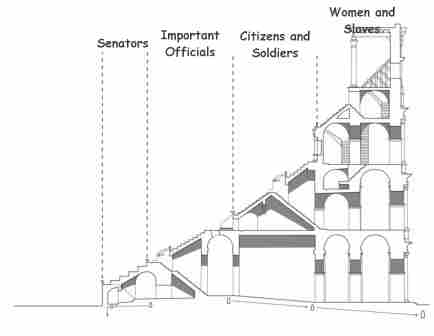 Senators
Important
Officials
Citizens and
Soldiers
Women and
Slaves